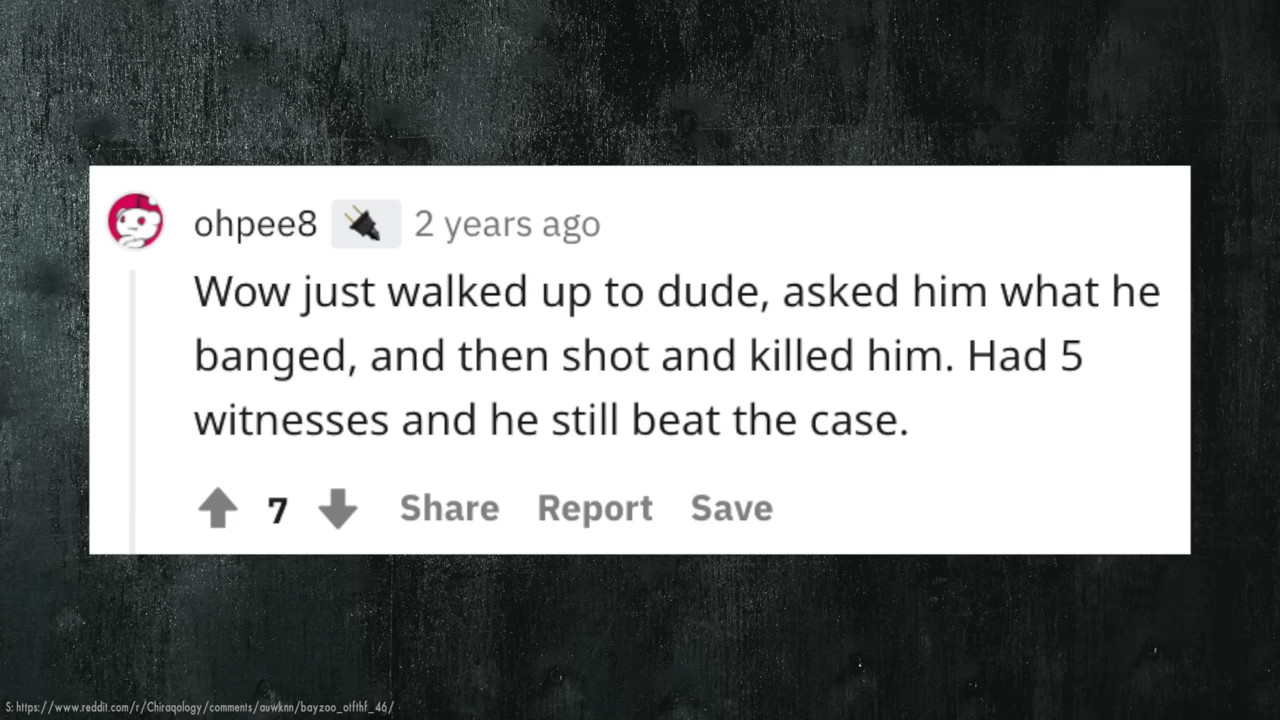 ohpee8 2 years ago
Wow just walked up to dude, asked him what he
banged, and then shot and killed him. Had 5
witnesses and he still beat the case.
7 Share Report Save
S: https://www.reddit.com/r/Chiraqology/comments/auwknn/bayzoo_otfthf_46/